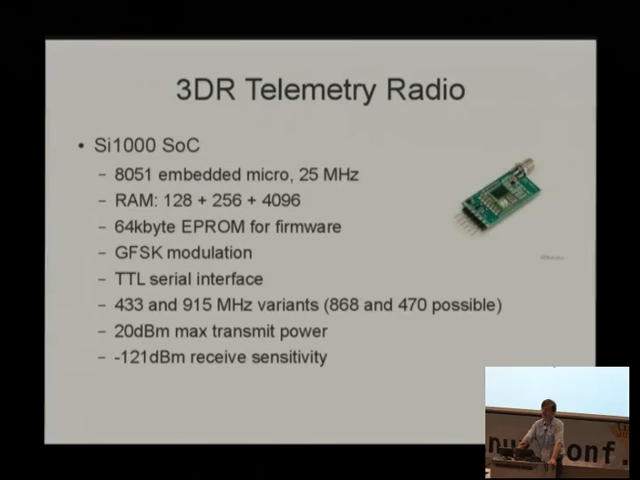 3DR Telemetry Radio
• Si1000 SoC
– 8051 embedded micro, 25 MHz
– RAM: 128 + 256 + 4096
– 64kbyte EPROM for firmware
– GFSK modulation
– TTL serial interface
– 433 and 915 MHz variants (868 and 470 possible)
– 20dBm max transmit power
– -121dBm receive sensitivity